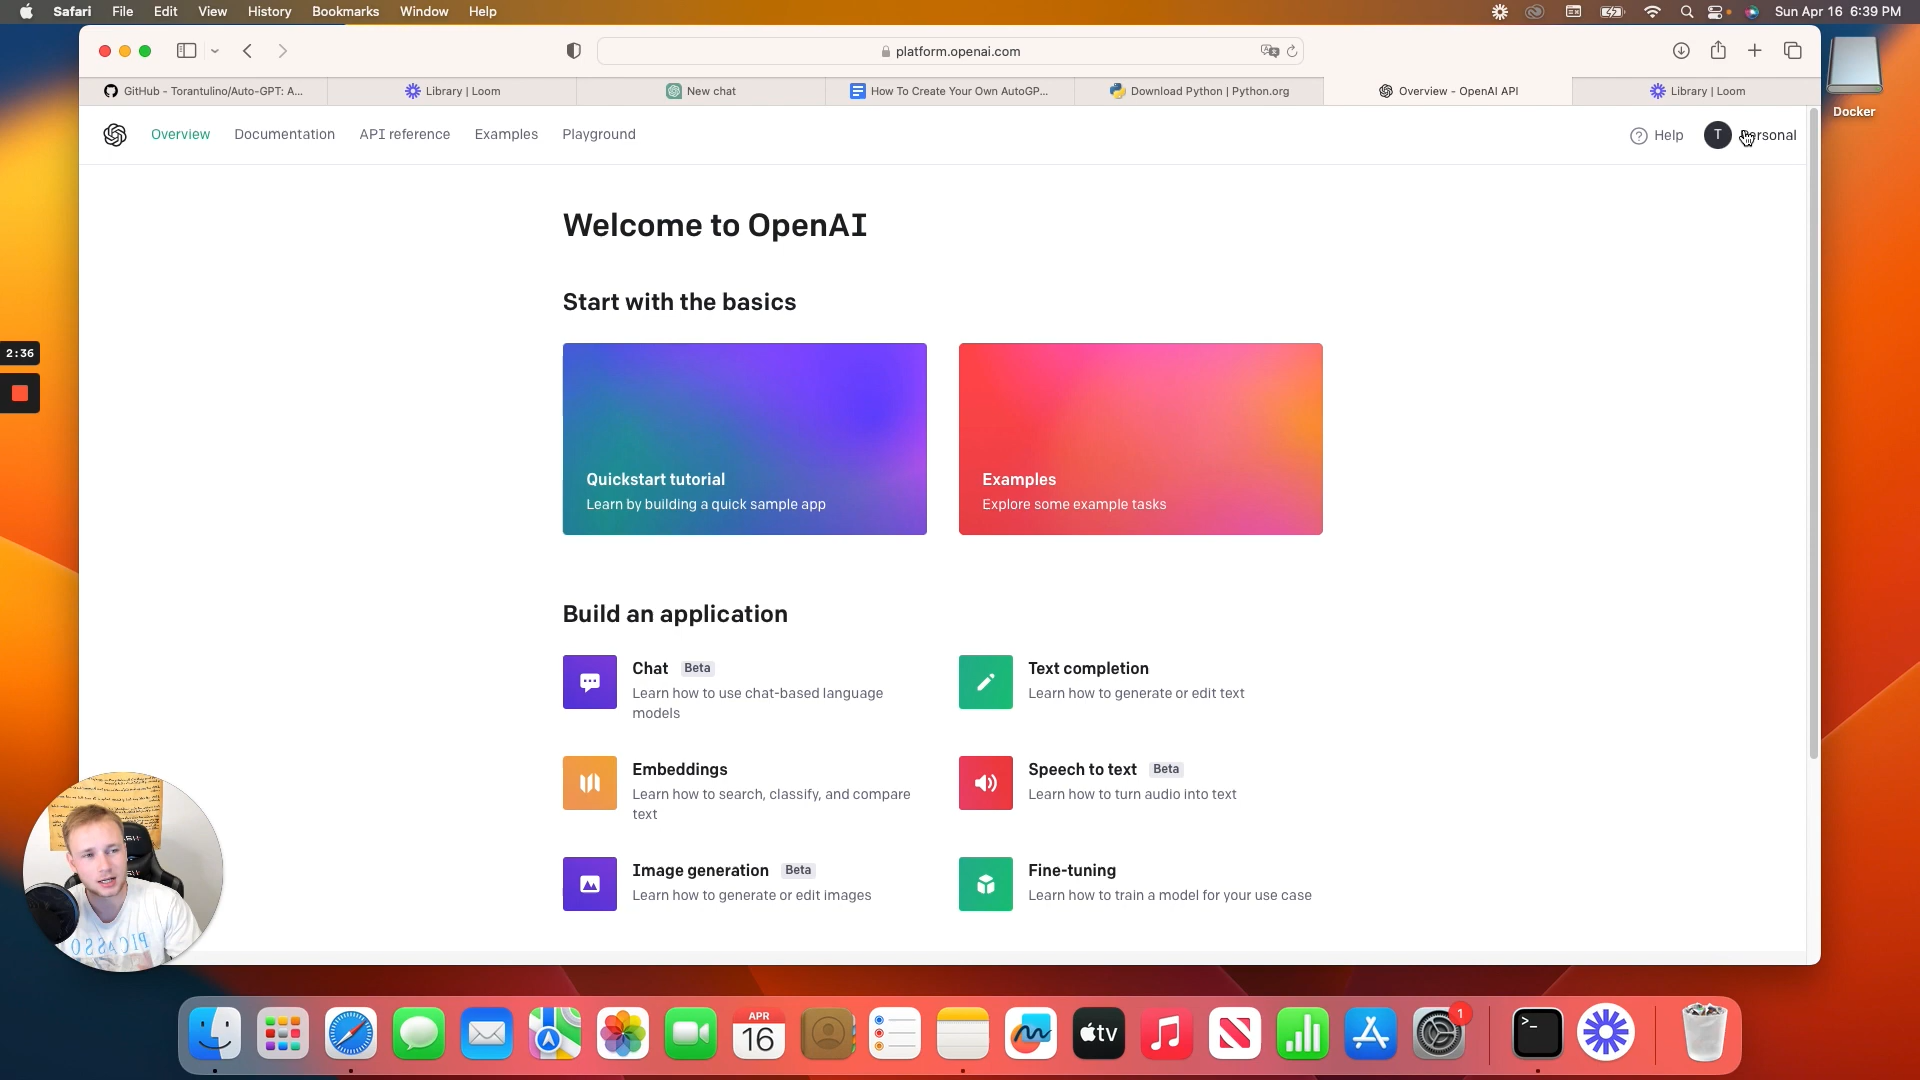 Safari File Edit View History Bookmarks Window Help
Sun Apr 16 6:39 PM
platform.openai.com
GitHub - Torantulino/Auto-GPT: A...
Library | Loom
New chat
How To Create Your Own AutoGP...
Download Python | Python.org
Overview - OpenAI API
Library | Loom
Docker
Overview Documentation API reference Examples Playground
Help
T
Welcome to OpenAI
Start with the basics
2:36
Quickstart tutorial
Learn by building a quick sample app
Examples
Explore some example tasks
Build an application
Chat Beta
Learn how to use chat-based language
models
Text completion
Learn how to generate or edit text
Embeddings
Learn how to search, classify, and compare
text
Speech to text Beta
Learn how to turn audio into text
Image generation Beta
Learn how to generate or edit images
Fine-tuning
Learn how to train a model for your use case
PICASSO
APR
16
tv
1
>_